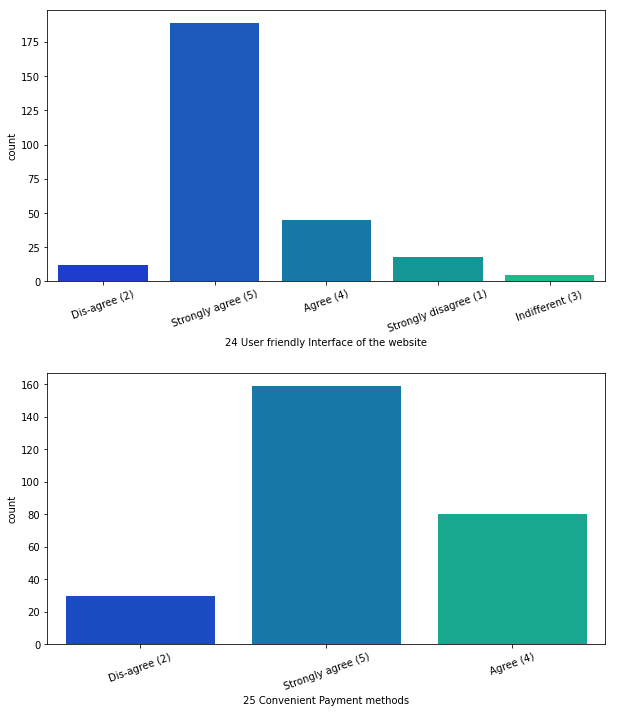 175
150
125
100
75
50
25
0
count
Dis-agree (2)
Strongly agree (5)
Agree (4)
Strongly disagree (1)
Indifferent (3)
24 User friendly Interface of the website
160
140
120
100
80
60
40
20
0
count
Dis-agree (2)
Strongly agree (5)
Agree (4)
25 Convenient Payment methods